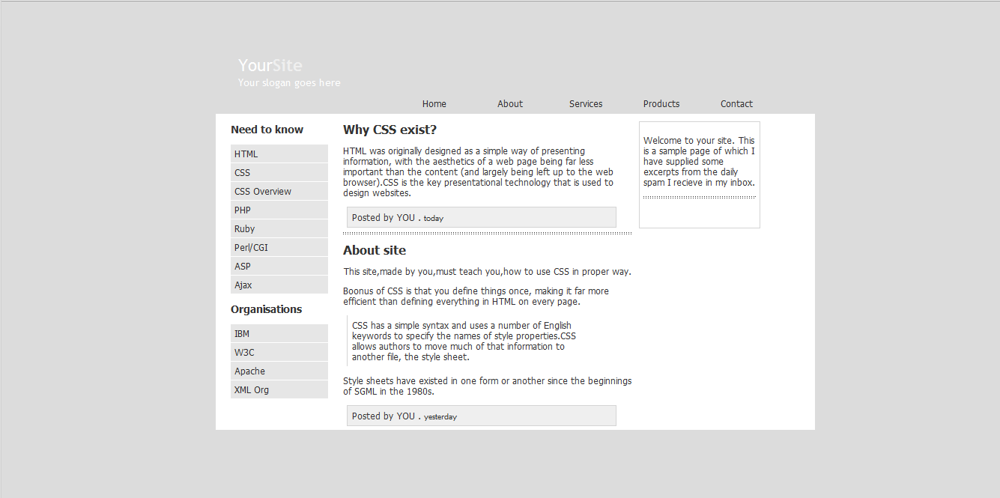 YourSite
Your slogan goes here
Home About Services Products Contact
Need to know
HTML
CSS
CSS Overview
PHP
Ruby
Perl/CGI
ASP
Ajax
Organisations
IBM
W3C
Apache
XML Org
Why CSS exist?
HTML was originally designed as a simple way of presenting
information, with the aesthetics of a web page being far less
important than the content (and largely being left up to the web
browser).CSS is the key presentational technology that is used to
design websites.
Posted by YOU . today
About site
This site,made by you,must teach you,how to use CSS in proper way.
Boonus of CSS is that you define things once, making it far more
efficient than defining everything in HTML on every page.
CSS has a simple syntax and uses a number of English
keywords to specify the names of style properties.CSS
allows authors to move much of that information to
another file, the style sheet.
Style sheets have existed in one form or another since the beginnings
of SGML in the 1980s.
Posted by YOU . yesterday
Welcome to your site. This
is a sample page of which I
have supplied some
excerpts from the daily
spam I recieve in my inbox.